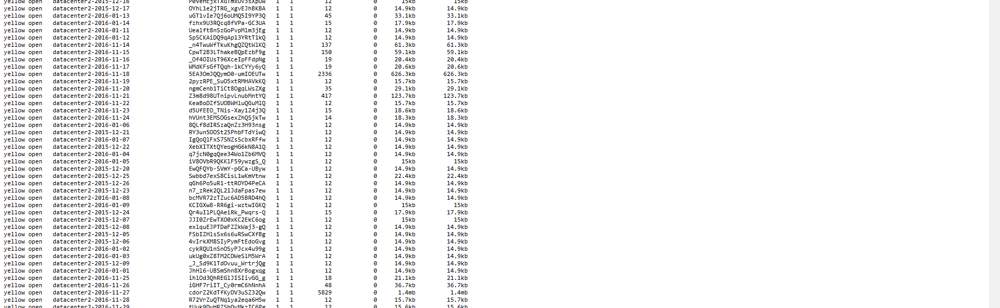 yellow open datacenter2-2015-12-16 1 1 12 0 15kb 15kb
yellow open datacenter2-2015-12-17 OYhL1e2jTRG_xgvEJhBKBA 1 1 12 0 14.9kb 14.9kb
yellow open datacenter2-2016-01-13 uGT1vIe7Qj6oUMQ5I9YP3Q 1 1 45 0 33.1kb 33.1kb
yellow open datacenter2-2016-01-14 fzhx9U3RQcq8fVPa-GC3UA 1 1 15 0 17.9kb 17.9kb
yellow open datacenter2-2016-01-11 Uealft8nSzGoPvpMlm3jEg 1 1 12 0 14.9kb 14.9kb
yellow open datacenter2-2016-01-12 SpSCKAiDQ9qAp13YRtT1kQ 1 1 12 0 14.9kb 14.9kb
yellow open datacenter2-2016-11-14 _n4TwuWfTkuKhgQZQtWlKQ 1 1 137 0 61.3kb 61.3kb
yellow open datacenter2-2016-11-15 CpwT2B3LThakeBQpEzbF9g 1 1 150 0 59.1kb 59.1kb
yellow open datacenter2-2016-11-16 _Of4OIUsT96XceIpFFdpNg 1 1 19 0 20.4kb 20.4kb
yellow open datacenter2-2016-11-17 WMdKFsGfTQqh-1kCYYy6yQ 1 1 19 0 20.6kb 20.6kb
yellow open datacenter2-2016-11-18 5EA3OmJQQymO0-umIOEUTw 1 1 2336 0 626.3kb 626.3kb
yellow open datacenter2-2016-11-19 2pyzRPE_SuO5xtRMHAVkKQ 1 1 12 0 15.7kb 15.7kb
yellow open datacenter2-2016-11-20 ngmCenb1TiCt8OgqLWsZXg 1 1 35 0 29.1kb 29.1kb
yellow open datacenter2-2016-11-21 Z3m8d98UTnipvLnubMntYQ 1 1 417 0 123.7kb 123.7kb
yellow open datacenter2-2016-11-22 KeaBoDZfSUOBWHluQGuMlQ 1 1 12 0 15.7kb 15.7kb
yellow open datacenter2-2016-11-23 d5UfEEO_TNis-Xay1Z4j3Q 1 1 15 0 18.6kb 18.6kb
yellow open datacenter2-2016-11-24 hVUnt3EMSOGsexZhQSjkTw 1 1 14 0 18.3kb 18.3kb
yellow open datacenter2-2016-01-06 8QLf8dIRSzaQnZz3H93nsg 1 1 12 0 14.9kb 14.9kb
yellow open datacenter2-2015-12-21 RY3un5OOSt25PhbFTdYiwQ 1 1 12 0 14.9kb 14.9kb
yellow open datacenter2-2016-01-07 IgQoQlFxS7SNZsScbxRFfw 1 1 12 0 14.9kb 14.9kb
yellow open datacenter2-2015-12-22 XebXITXtQYeogHG6kN8A1Q 1 1 12 0 14.9kb 14.9kb
yellow open datacenter2-2016-01-04 q7jcN0gqQee34Wo1Zb6MVQ 1 1 12 0 14.9kb 14.9kb
yellow open datacenter2-2016-01-05 iV8OVbR9QKKlF59ywzgS_Q 1 1 12 0 15kb 15kb
yellow open datacenter2-2015-12-20 EwQFQYb-SVmY-pGCa-UByw 1 1 12 0 14.9kb 14.9kb
yellow open datacenter2-2015-12-25 Swbbd7exS8CisL1wKmVtnw 1 1 12 0 22.4kb 22.4kb
yellow open datacenter2-2015-12-26 qGh6Po5uR1-ttROYD4PeCA 1 1 12 0 14.9kb 14.9kb
yellow open datacenter2-2015-12-23 n7_zRek2QL21JdaFpas7ew 1 1 12 0 14.9kb 14.9kb
yellow open datacenter2-2016-01-08 bcMVR72zTZuc6AD5BRD4hQ 1 1 12 0 14.9kb 14.9kb
yellow open datacenter2-2016-01-09 KCIGXw8-RR6gi-wztwIGKQ 1 1 12 0 15kb 15kb
yellow open datacenter2-2015-12-24 Qr4uIlPLQAeiRk_Pwqrs-Q 1 1 15 0 17.9kb 17.9kb
yellow open datacenter2-2015-12-07 JJI0ZrEwTXO0xKC2EkC6og 1 1 12 0 15kb 15kb
yellow open datacenter2-2015-12-08 exlquEJPTDaFZZkWaj3-gQ 1 1 12 0 14.9kb 14.9kb
yellow open datacenter2-2015-12-05 FSbIZHlsSx6s6uRSwCXfBg 1 1 12 0 14.9kb 14.9kb
yellow open datacenter2-2015-12-06 4vIrkXM8SIyPymFtEdoGvg 1 1 12 0 14.9kb 14.9kb
yellow open datacenter2-2016-01-02 cykRQU1nSnOSyPJcx4u99g 1 1 12 0 14.9kb 14.9kb
yellow open datacenter2-2016-01-03 ukUg0xZ8TM2CDWeSlM5WrA 1 1 12 0 14.9kb 14.9kb
yellow open datacenter2-2015-12-09 _J_Sd9K1TdOvuu_WrtrjQg 1 1 12 0 14.9kb 14.9kb
yellow open datacenter2-2016-01-01 JhHl6-UBSmShn8XrBogxqg 1 1 12 0 14.9kb 14.9kb
yellow open datacenter2-2016-11-25 ihlOd3QhREGlJISIivGG_g 1 1 18 0 21.1kb 21.1kb
yellow open datacenter2-2016-11-26 iGHF7riIT_Cy0rmC6hNnhA 1 1 48 0 36.7kb 36.7kb
yellow open datacenter2-2016-11-27 cdorZ2KdTfKyDV3uSZ32Qw 1 1 5829 0 1.4mb 1.4mb
yellow open datacenter2-2016-11-28 R72VrZuQTNq1ya2eqa6H5w 1 1 12 0 15.7kb 15.7kb
yellow open datacenter2-2016-11-29 1 1 12 0 15.6kb 15.6kb